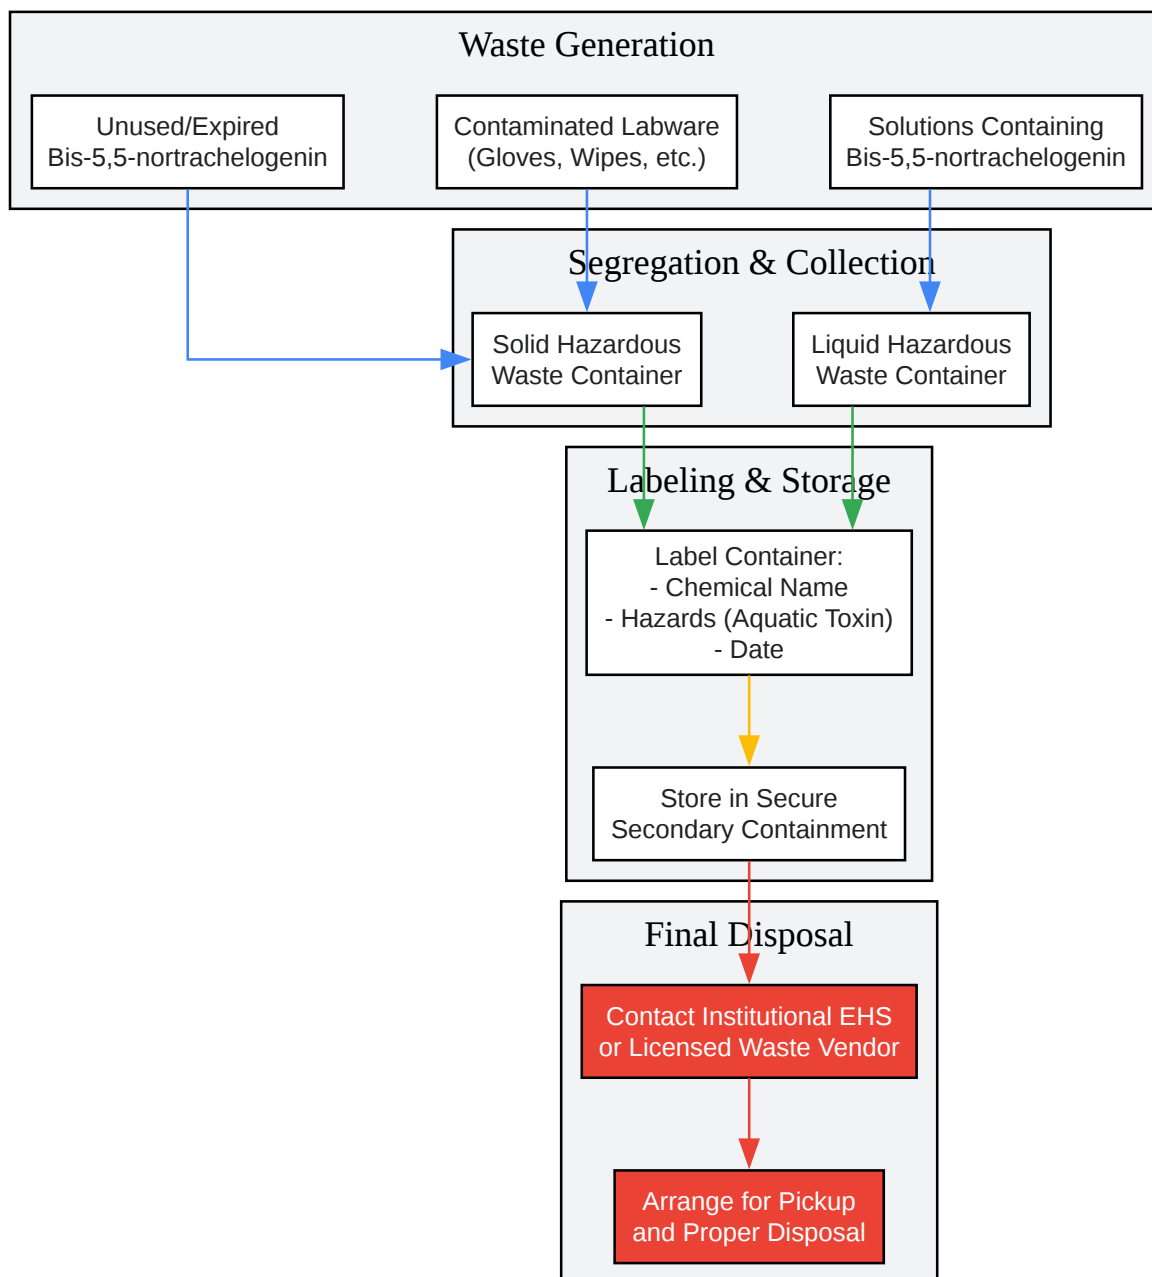 Waste Generation
Unused/Expired
Bis-5,5-nortrachelogenin
Contaminated Labware
(Gloves, Wipes, etc.)
Solutions Containing
Bis-5,5-nortrachelogenin
Segregation & Collection
Solid Hazardous
Waste Container
Liquid Hazardous
Waste Container
Labeling & Storage
Label Container:
- Chemical Name
- Hazards (Aquatic Toxin)
- Date
Store in Secure
Secondary Containment
Final Disposal
Contact Institutional EHS
or Licensed Waste Vendor
Arrange for Pickup
and Proper Disposal